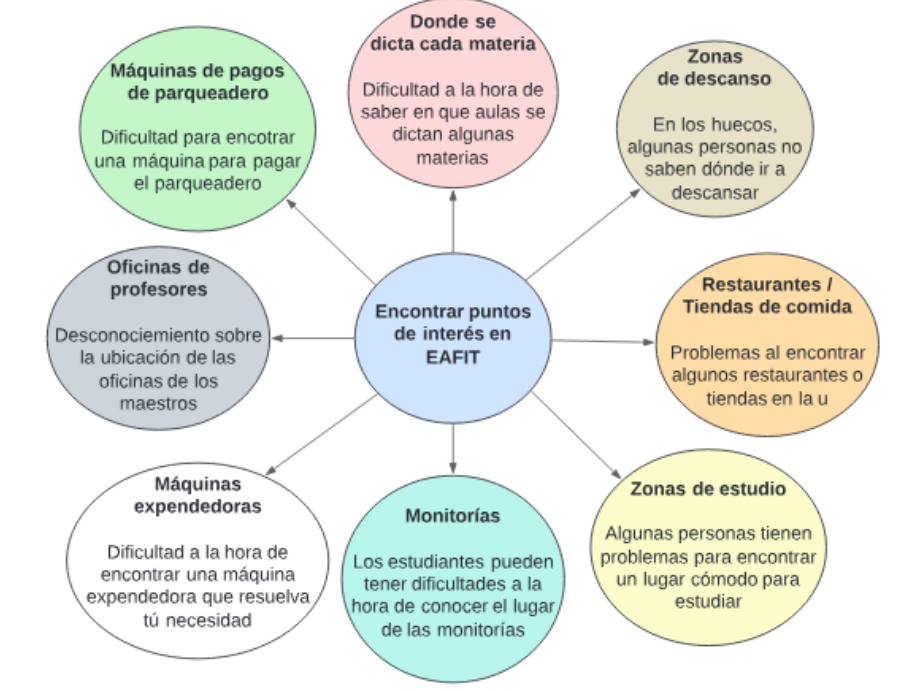 Donde se
dicta cada materia
Dificultad a la hora de
saber en que aulas se
dictan algunas
materias
Máquinas de pagos
de parqueadero
Dificultad para encotrar
una máquina para pagar
el parqueadero
Zonas
de descanso
En los huecos,
algunas personas no
saben dónde ir a
descansar
Oficinas de
profesores
Desconociemiento sobre
la ubicación de las
oficinas de los
maestros
Encontrar puntos
de interés en
EAFIT
Restaurantes /
Tiendas de comida
Problemas al encontrar
algunos restaurantes o
tiendas en la u
Máquinas
expendedoras
Dificultad a la hora de
encontrar una máquina
expendedora que resuelva
tú necesidad
Monitorías
Los estudiantes pueden
tener dificultades a la
hora de conocer el lugar
de las monitorías
Zonas de estudio
Algunas personas tienen
problemas para encontrar
un lugar cómodo para
estudiar